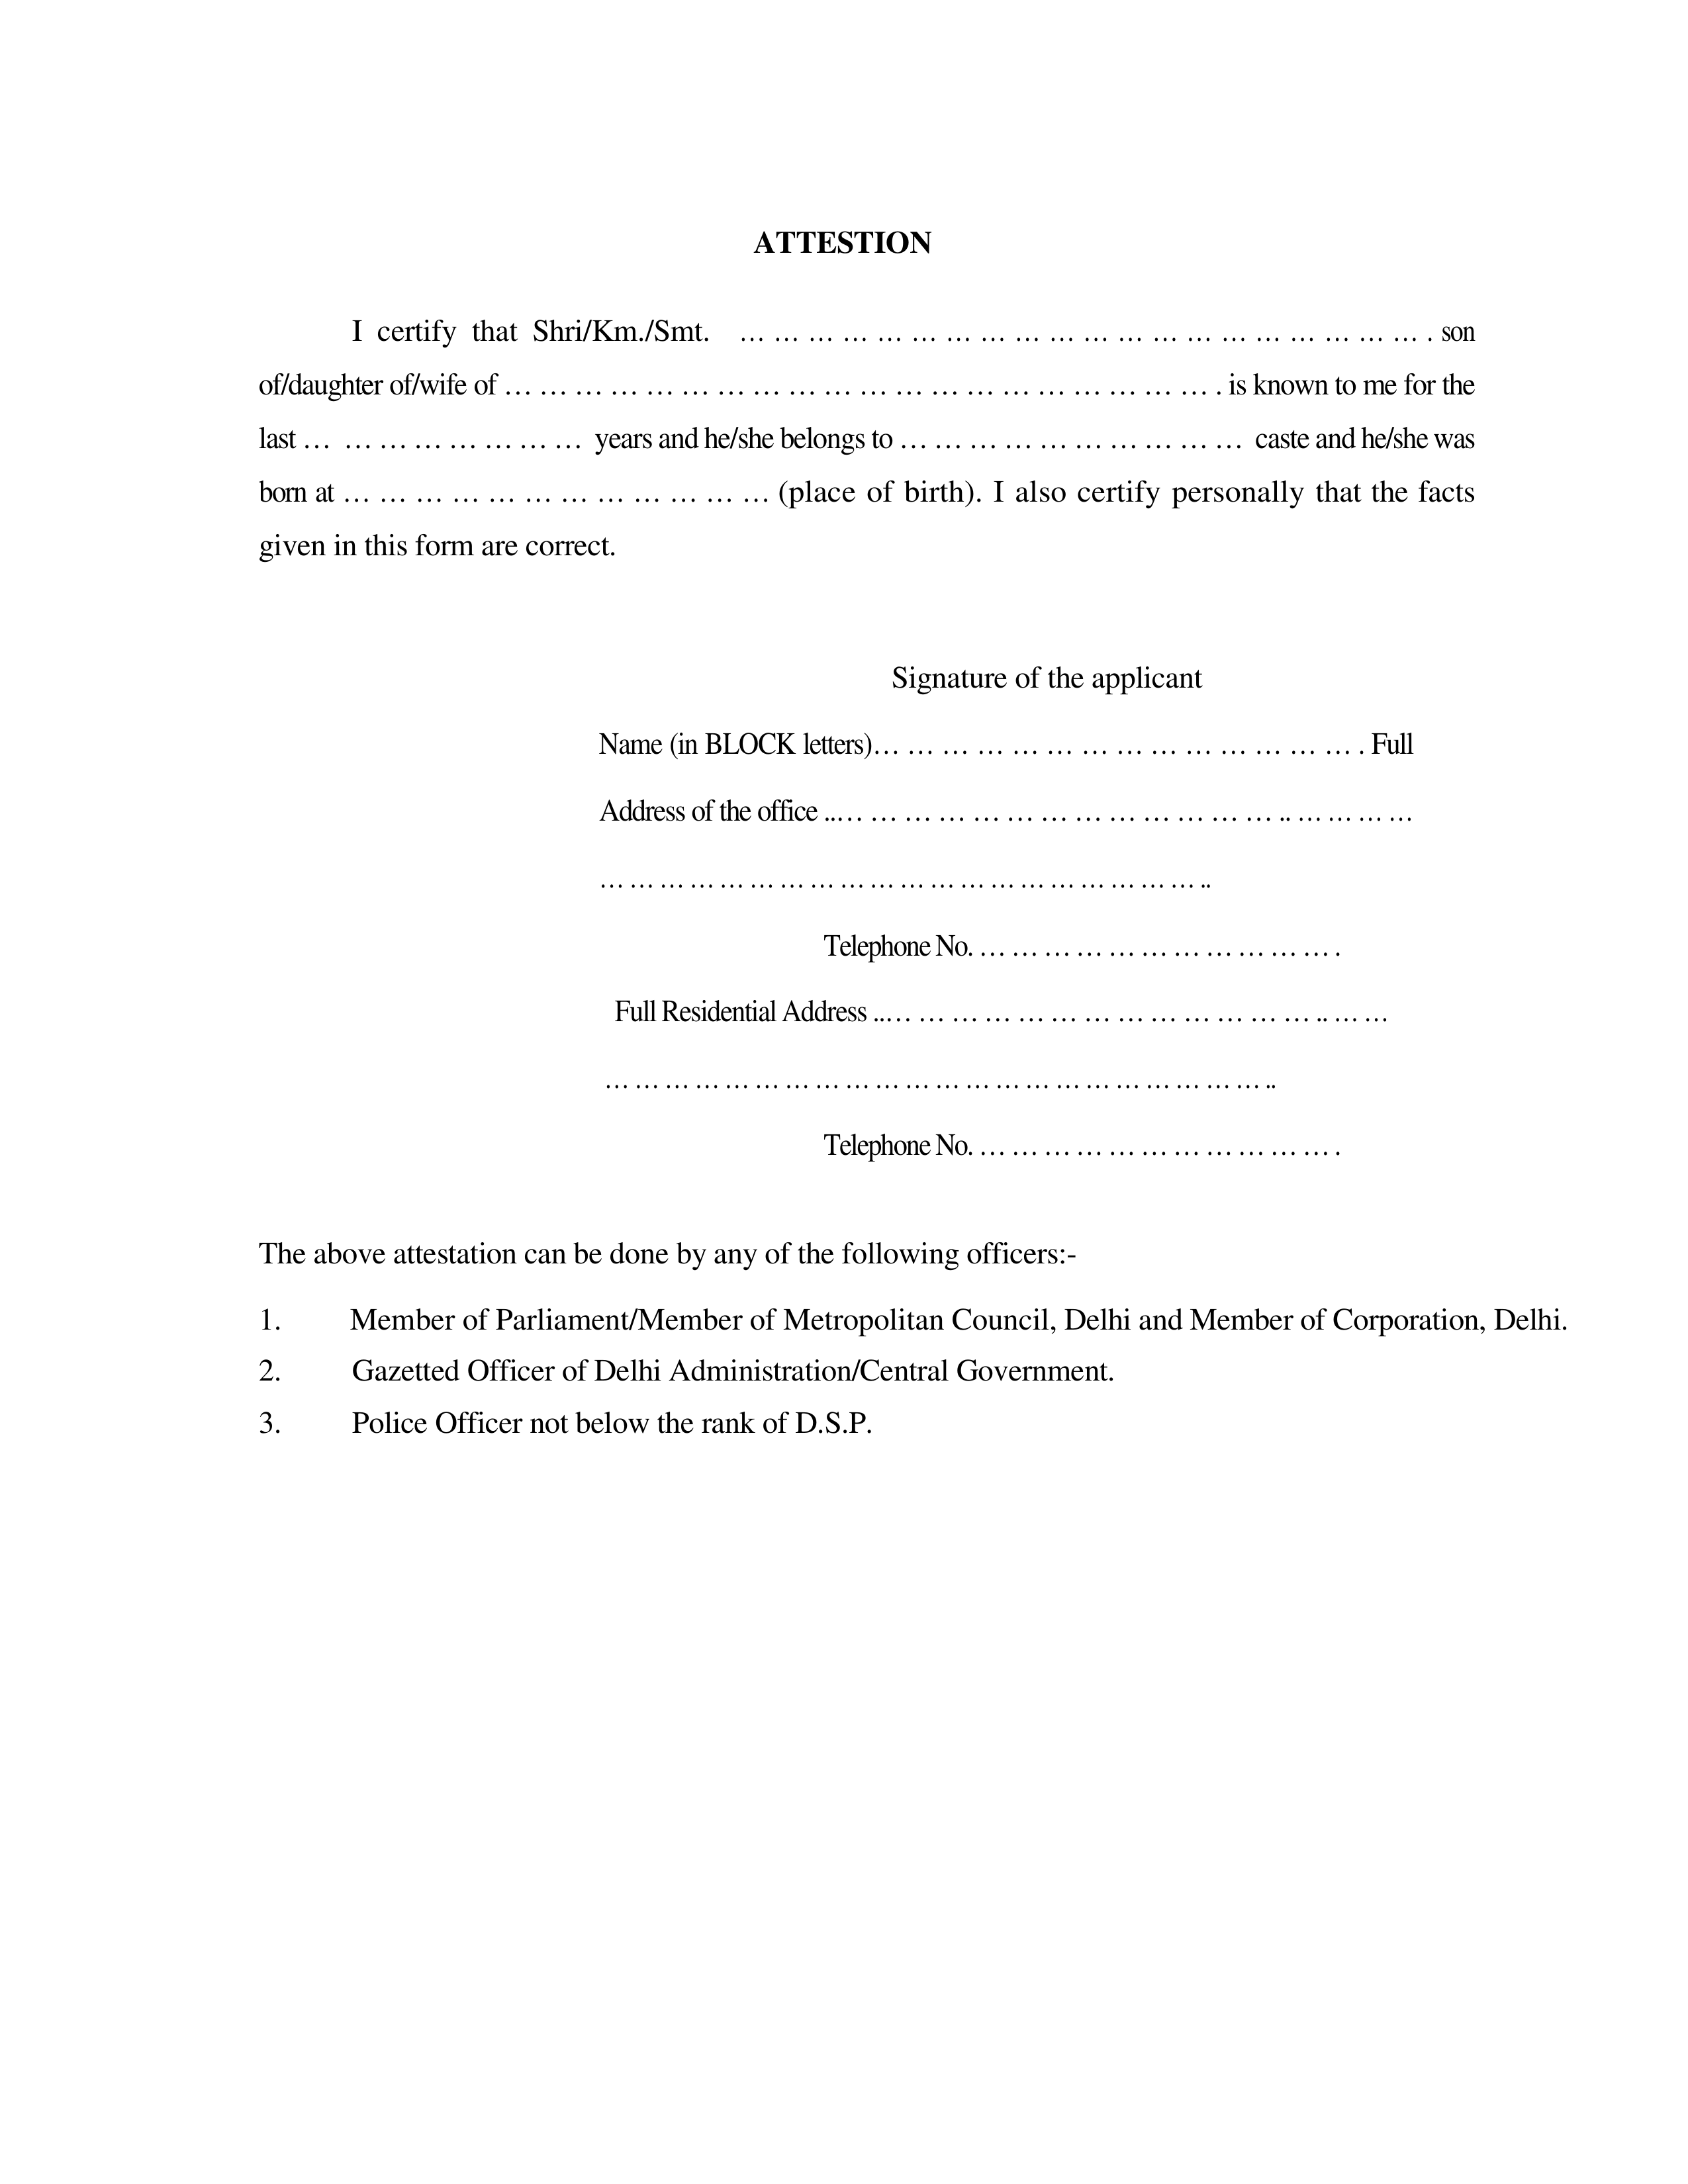 ATTESTION
I certify that Shri/Km./Smt. … … … … … … … … … … … … … … … … … … … … . son
of/daughter of/wife of … … … … … … … … … … … … … … … … … … … … . is known to me for the
last … … … … … … … … years and he/she belongs to … … … … … … … … … … caste and he/she was
born at … … … … … … … … … … … … (place of birth). I also certify personally that the facts
given in this form are correct.
Signature of the applicant
Name (in BLOCK letters)… … … … … … … … … … … … … … . Full
Address of the office ..… … … … … … … … … … … … … .. … … … …
… … … … … … … … … … … … … … … … … … … … ..
Telephone No. … … … … … … … … … … … .
Full Residential Address ..… … … … … … … … … … … … … .. … …
… … … … … … … … … … … … … … … … … … … … … … ..
Telephone No. … … … … … … … … … … … .
The above attestation can be done by any of the following officers:-
1. Member of Parliament/Member of Metropolitan Council, Delhi and Member of Corporation, Delhi.
2. Gazetted Officer of Delhi Administration/Central Government.
3. Police Officer not below the rank of D.S.P.